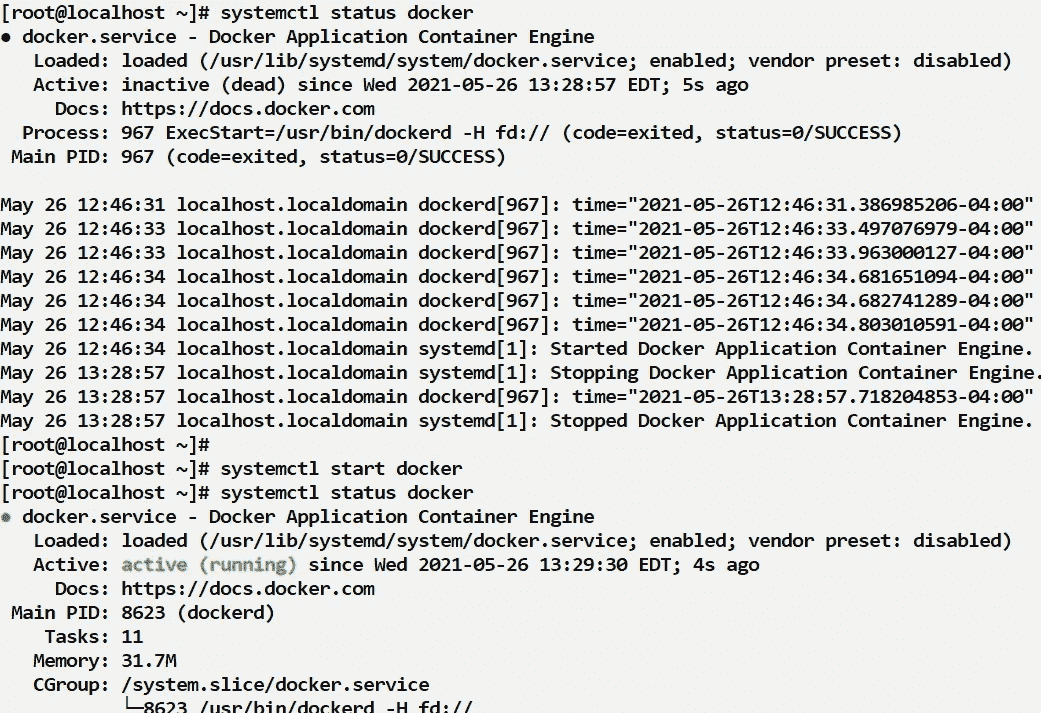 [root@localhost ~]# systemctl status docker
● docker.service - Docker Application Container Engine
   Loaded: loaded (/usr/lib/systemd/system/docker.service; enabled; vendor preset: disabled)
   Active: inactive (dead) since Wed 2021-05-26 13:28:57 EDT; 5s ago
     Docs: https://docs.docker.com
  Process: 967 ExecStart=/usr/bin/dockerd -H fd:// (code=exited, status=0/SUCCESS)
 Main PID: 967 (code=exited, status=0/SUCCESS)

May 26 12:46:31 localhost.localdomain dockerd[967]: time="2021-05-26T12:46:31.386985206-04:00"
May 26 12:46:33 localhost.localdomain dockerd[967]: time="2021-05-26T12:46:33.497076979-04:00"
May 26 12:46:33 localhost.localdomain dockerd[967]: time="2021-05-26T12:46:33.963000127-04:00"
May 26 12:46:34 localhost.localdomain dockerd[967]: time="2021-05-26T12:46:34.681651094-04:00"
May 26 12:46:34 localhost.localdomain dockerd[967]: time="2021-05-26T12:46:34.682741289-04:00"
May 26 12:46:34 localhost.localdomain dockerd[967]: time="2021-05-26T12:46:34.803010591-04:00"
May 26 12:46:34 localhost.localdomain systemd[1]: Started Docker Application Container Engine.
May 26 13:28:57 localhost.localdomain systemd[1]: Stopping Docker Application Container Engine.
May 26 13:28:57 localhost.localdomain dockerd[967]: time="2021-05-26T13:28:57.718204853-04:00"
May 26 13:28:57 localhost.localdomain systemd[1]: Stopped Docker Application Container Engine.
[root@localhost ~]#
[root@localhost ~]# systemctl start docker
[root@localhost ~]# systemctl status docker
● docker.service - Docker Application Container Engine
   Loaded: loaded (/usr/lib/systemd/system/docker.service; enabled; vendor preset: disabled)
   Active: active (running) since Wed 2021-05-26 13:29:30 EDT; 4s ago
     Docs: https://docs.docker.com
 Main PID: 8623 (dockerd)
    Tasks: 11
   Memory: 31.7M
   CGroup: /system.slice/docker.service
           └─8623 /usr/bin/dockerd -H fd://